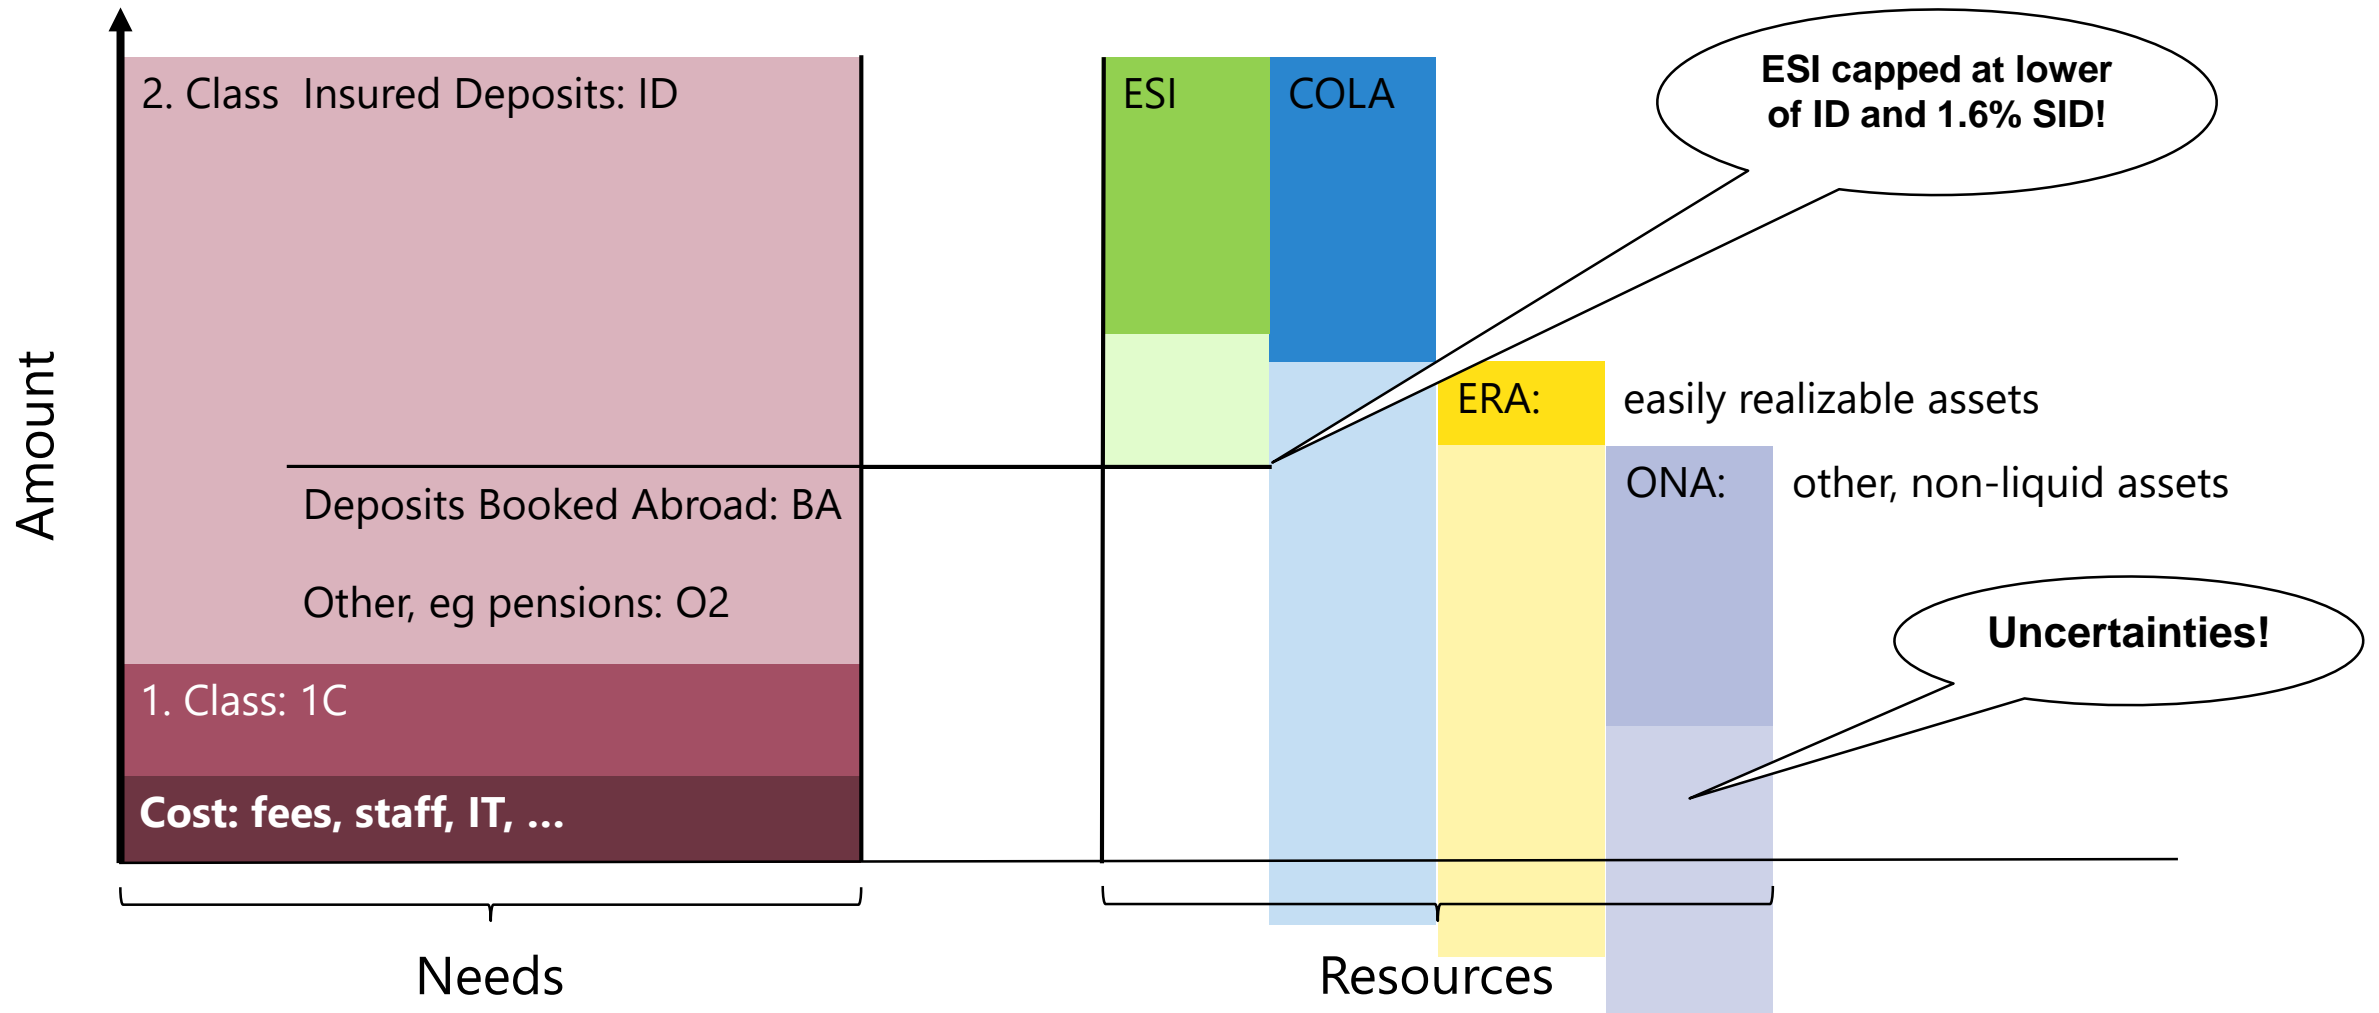 2. Class Insured Deposits: ID
Deposits Booked Abroad: BA
Other, eg pensions: O2
1. Class: 1C
Cost: fees, staff, IT, ...
Amount
Needs
ESI
COLA
ERA: easily realizable assets
ONA: other, non-liquid assets
Resources
ESI capped at lower
of ID and 1.6% SID!
Uncertainties!